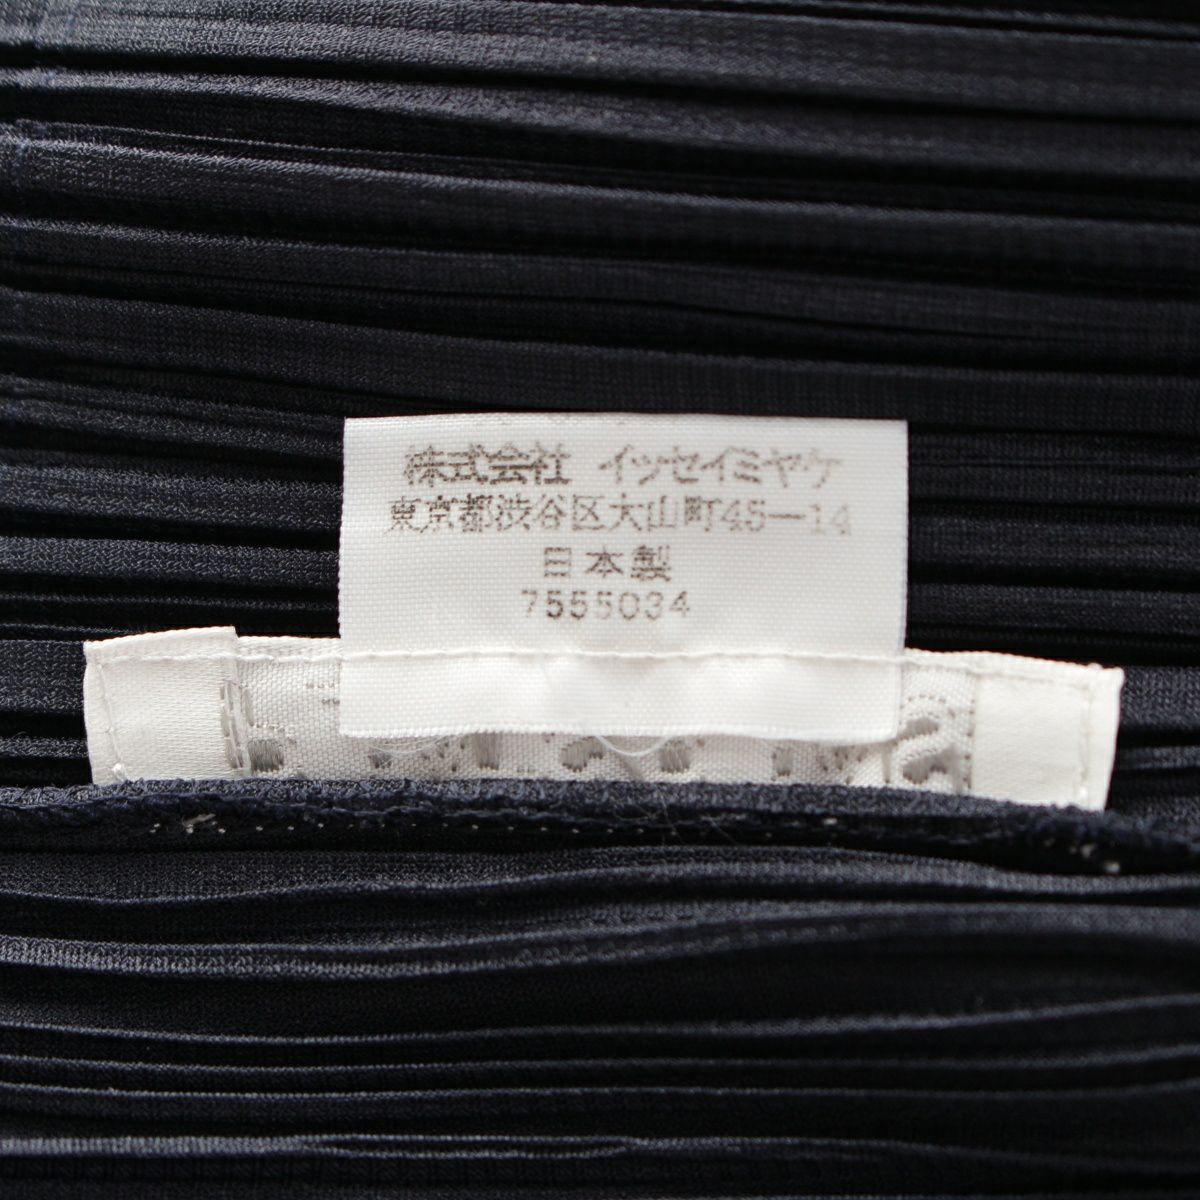 株式会社 イッセイミヤケ
東京都渋谷区大山町45-14
日本製
7555034